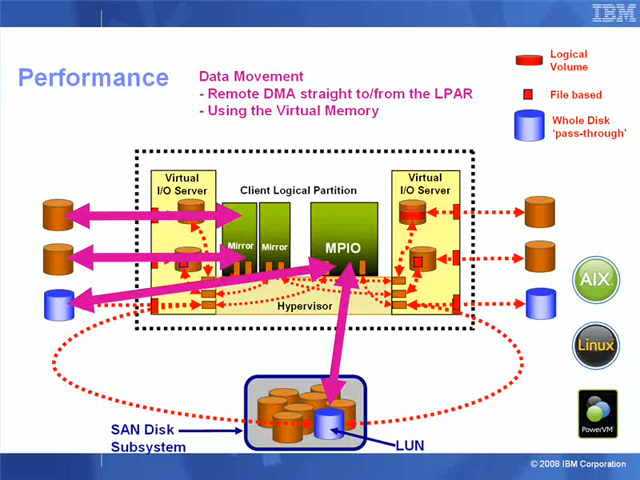 IBM
Performance
Data Movement
- Remote DMA straight to/from the LPAR
- Using the Virtual Memory
Logical
Volume
File based
Whole Disk
‘pass-through’
Virtual
I/O Server
Client Logical Partition
Virtual
I/O Server
Mirror
Mirror
MPIO
Hypervisor
AIX
Linux
PowerVM
SAN Disk
Subsystem
LUN
© 2008 IBM Corporation